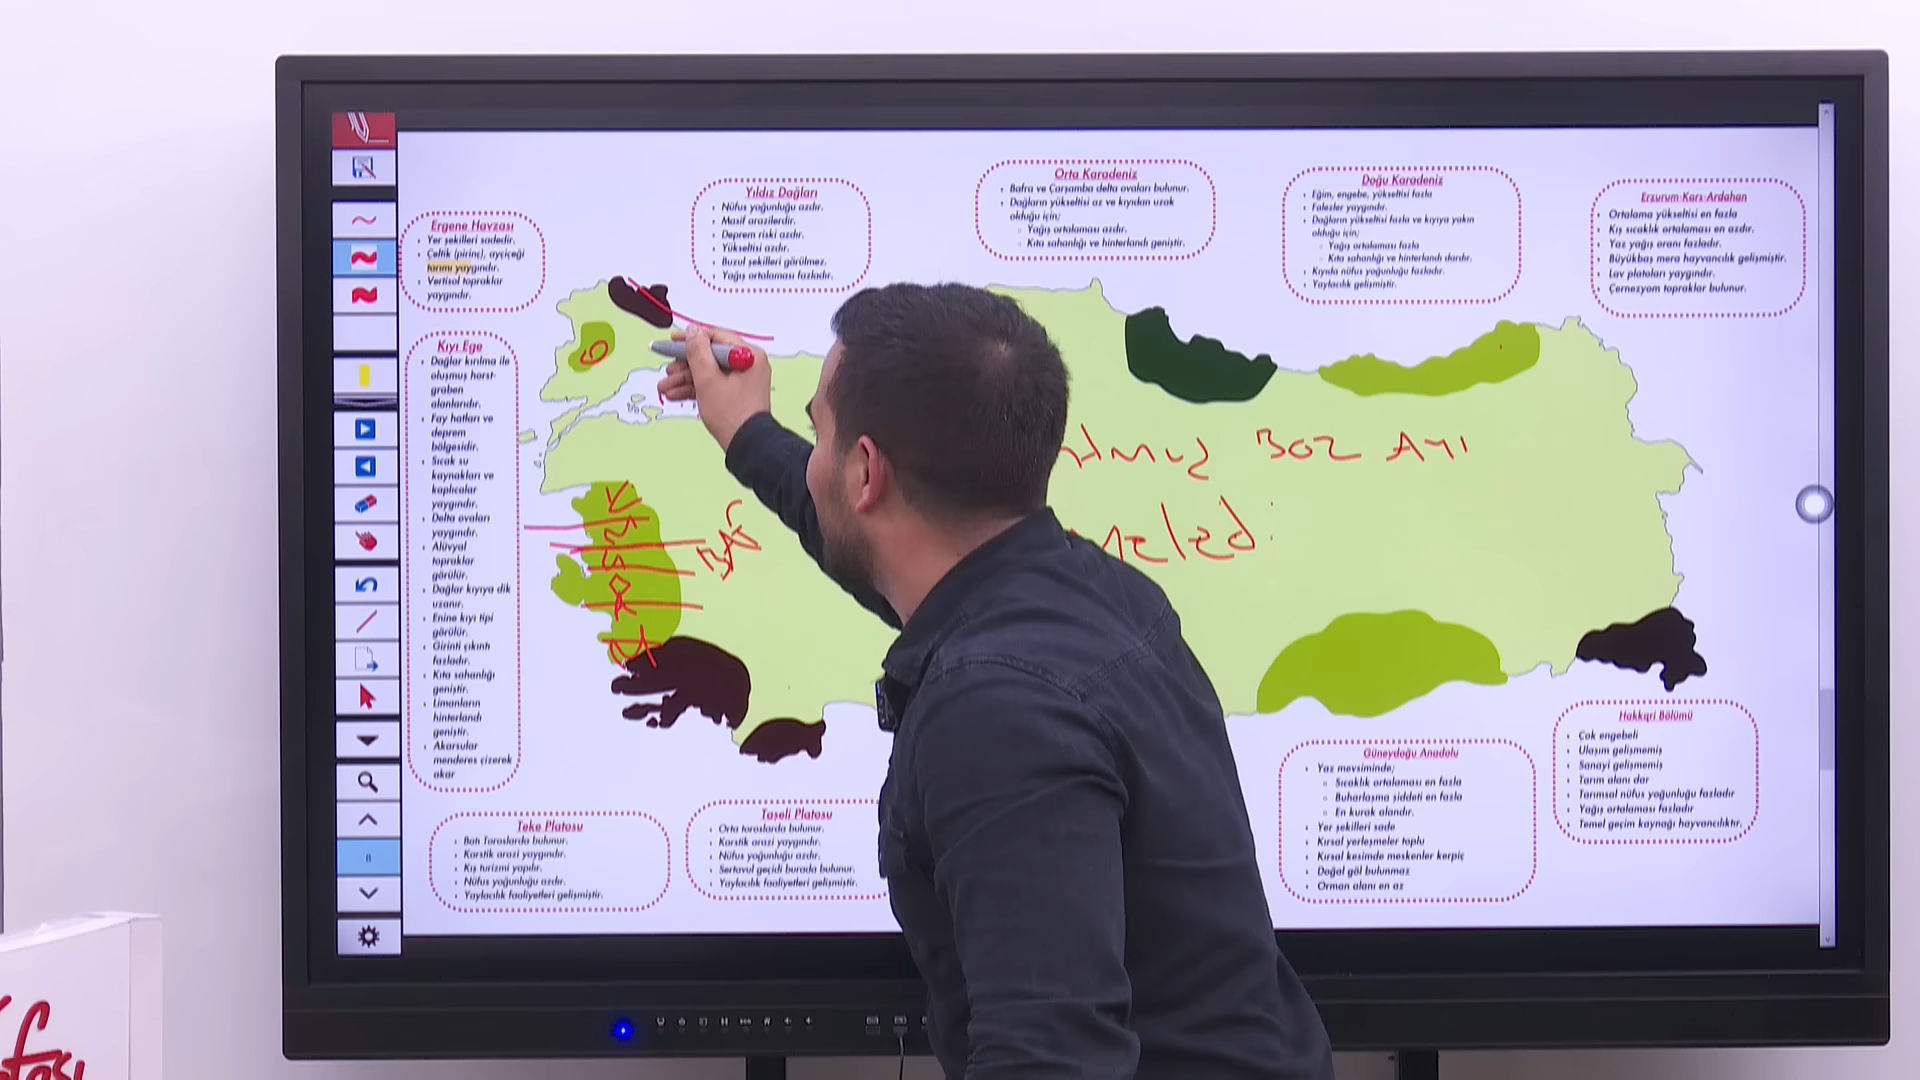 Ergene Havzası
• Yer şekilleri sadedir.
• Çeltik (pirinç), ayçiçeği
tarımı yaygındır.
• Vertisol topraklar
yaygındır.
Yıldız Dağları
• Nüfus yoğunluğu azdır.
• Masif arazilerdir.
• Deprem riski azdır.
• Yükseltisi azdır.
• Buzul şekilleri görülmez.
• Yağış ortalaması fazladır.
Orta Karadeniz
• Bafra ve Çarşamba delta ovaları bulunur.
• Dağların yükseltisi az ve kıyıdan uzak
olduğu için;
Yağış ortalaması azdır.
Kıta sahanlığı ve hinterlandı geniştir.
Doğu Karadeniz
• Eğim, engebe, yükseltisi fazla
• Falezler yaygındır.
• Dağların yükseltisi fazla ve kıyıya yakın
olduğu için;
Yağış ortalaması fazla
Kıta sahanlığı ve hinterlandı dardır.
• Kıyıda nüfus yoğunluğu fazladır.
• Yaylacılık gelişmiştir.
Erzurum-Kars-Ardahan
• Ortalama yükseltisi en fazla
• Kış sıcaklık ortalaması en azdır.
• Yaz yağış oranı fazladır.
• Büyükbaş mera hayvancılık gelişmiştir.
• Lav platoları yaygındır.
• Çernezyom topraklar bulunur.
Kıyı Ege
• Dağlar kırılma ile
oluşmuş horst-
graben
alanlarıdır.
• Fay hatları ve
deprem
bölgesidir.
• Sıcak su
kaynakları ve
kaplıcalar
yaygındır.
• Delta ovaları
yaygındır.
• Alüvyal
topraklar
görülür.
• Dağlar kıyıya dik
uzanır.
• Enine kıyı tipi
görülür.
• Girinti çıkıntı
fazladır.
• Kıta sahanlığı
geniştir.
• Limanların
hinterlandı
geniştir.
• Akarsular
menderes çizerek
akar
BOZ AYI
Teke Platosu
• Batı Toroslarda bulunur.
• Karstik arazi yaygındır.
• Kış turizmi yapılır.
• Nüfus yoğunluğu azdır.
• Yaylacılık faaliyetleri gelişmiştir.
Taşeli Platosu
• Orta toroslarda bulunur.
• Karstik arazi yaygındır.
• Nüfus yoğunluğu azdır.
• Sertavul geçidi burada bulunur.
• Yaylacılık faaliyetleri gelişmiştir.
Güneydoğu Anadolu
• Yaz mevsiminde;
Sıcaklık ortalaması en fazla
Buharlaşma şiddeti en fazla
En kurak alandır.
• Yer şekilleri sade
• Kırsal yerleşmeler toplu
• Kırsal kesimde meskenler kerpiç
• Doğal göl bulunmaz
• Orman alanı en az
Hakkari Bölümü
• Çok engebeli
• Ulaşım gelişmemiş
• Sanayi gelişmemiş
• Tarım alanı dar
• Tarımsal nüfus yoğunluğu fazladır
• Yağış ortalaması fazladır
• Temel geçim kaynağı hayvancılıktır.
8